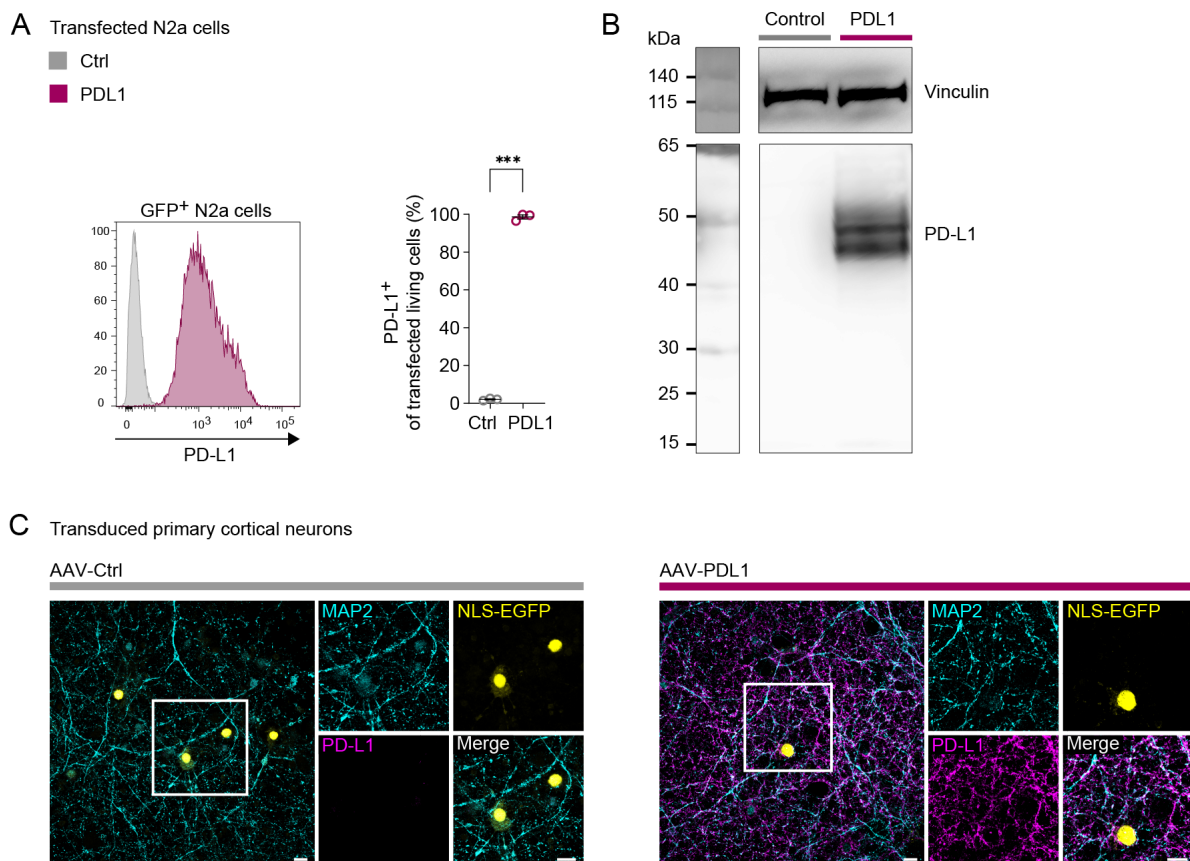 A Transfected N2a cells
Ctrl
PDL1
GFP+ N2a cells
100
80
60
40
20
0
0 10³ 10⁴ 10⁵
PD-L1
***
PD-L1+
of transfected living cells (%)
100
80
60
40
20
0
Ctrl PDL1
B
kDa
Control PDL1
140
115
Vinculin
65
50
40
30
25
15
PD-L1
C Transduced primary cortical neurons
AAV-Ctrl
MAP2
NLS-EGFP
PD-L1
Merge
AAV-PDL1
MAP2
NLS-EGFP
PD-L1
Merge